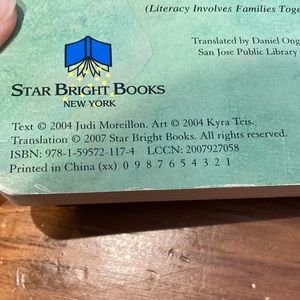 (Literacy Involves Families Toge
Translated by Daniel Ong
San Jose Public Library
STAR BRIGHT BOOKS
NEW YORK
Text © 2004 Judi Moreillon. Art © 2004 Kyra Teis.
Translation © 2007 Star Bright Books. All rights reserved.
ISBN: 978-1-59572-117-4 LCCN: 2007927058
Printed in China (xx) 0 9 8 7 6 5 4 3 2 1